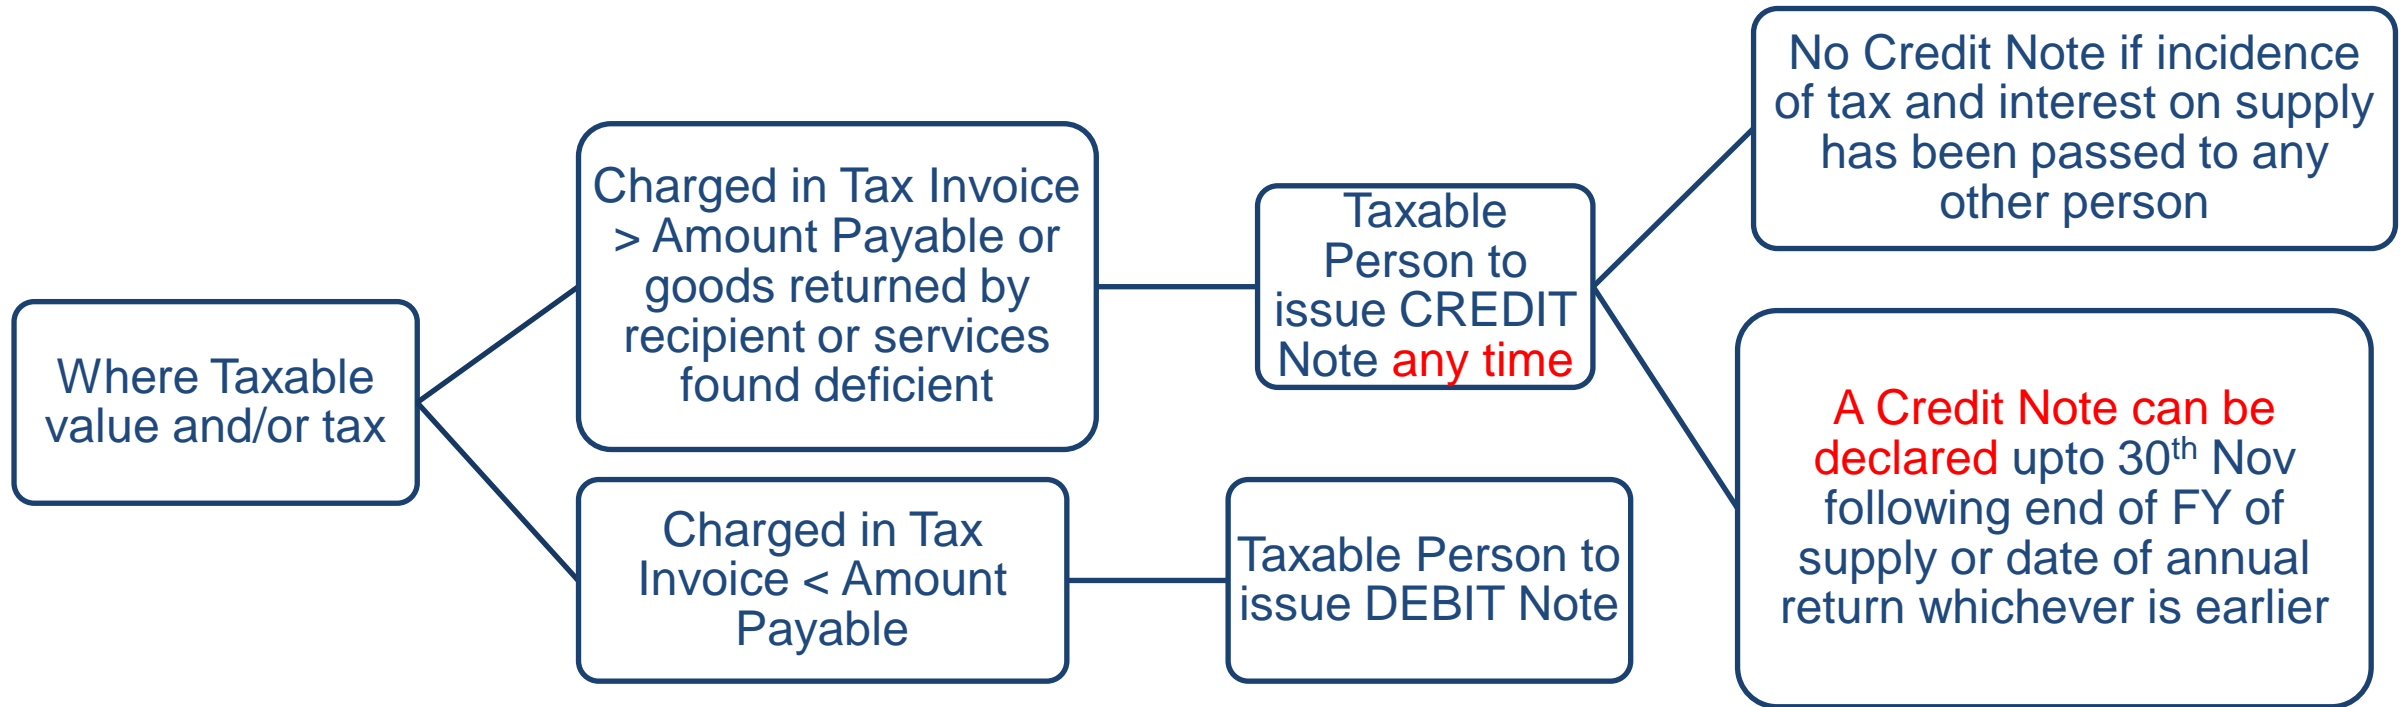 Where Taxable
value and/or tax
Charged in Tax Invoice
> Amount Payable or
goods returned by
recipient or services
found deficient
Charged in Tax
Invoice < Amount
Payable
Taxable
Person to
issue CREDIT
Note any time
Taxable Person to
issue DEBIT Note
No Credit Note if incidence
of tax and interest on supply
has been passed to any
other person
A Credit Note can be
declared upto 30th Nov
following end of FY of
supply or date of annual
return whichever is earlier